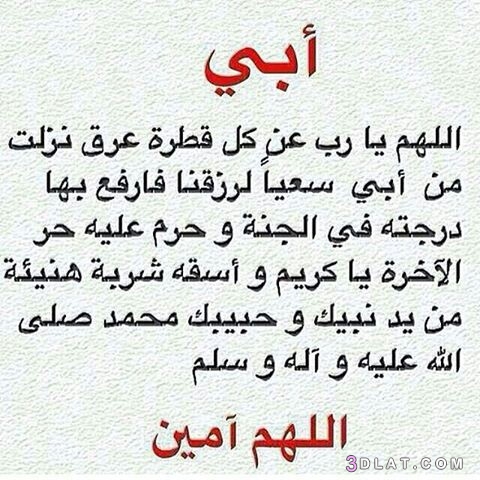 أبي
اللهم يا رب عن كل قطرة عرق نزلت
من أبي سعياً لرزقنا فارفع بها
درجته في الجنة و حرم عليه حر
الآخرة يا كريم و أسقه شربة هنيئة
من يد نبيك و حبيبك محمد صلى
الله عليه و آله و سلم
اللهم آمين
3DLAT.COM